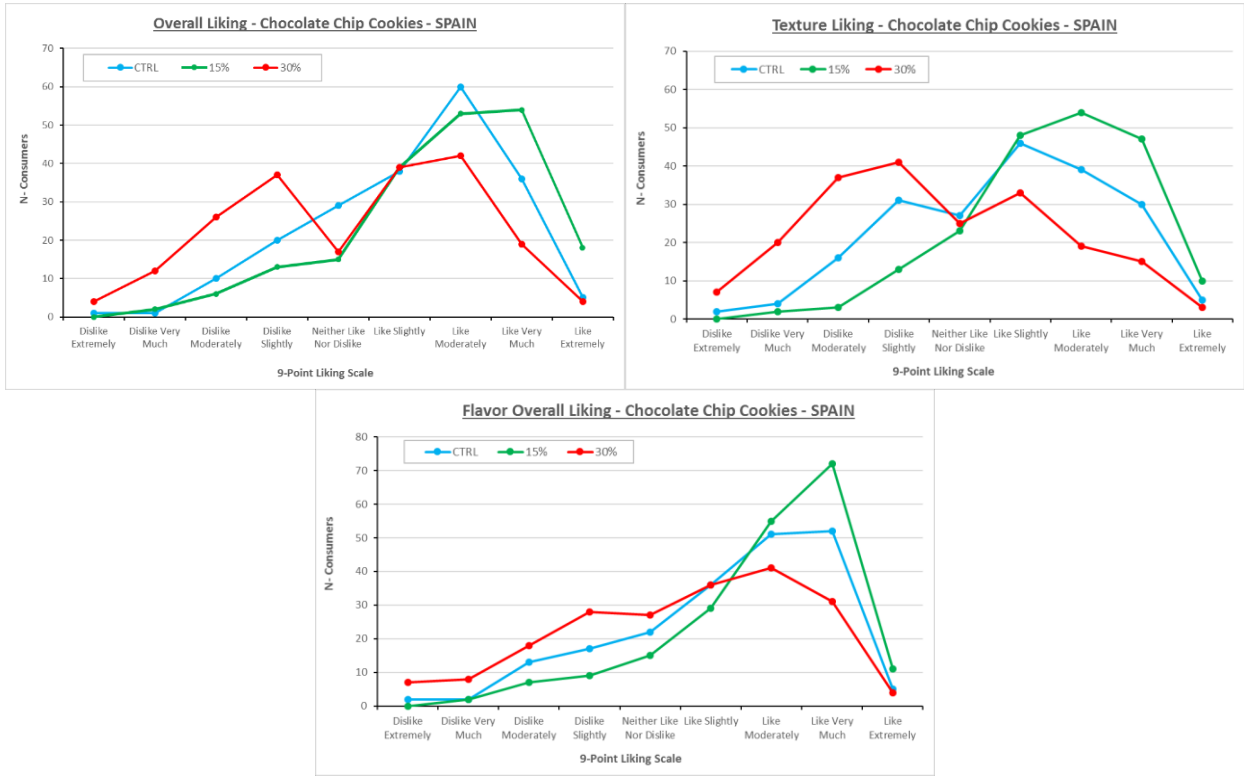 Overall Liking - Chocolate Chip Cookies - SPAIN
70
60
50
40
30
20
10
0
N- Consumers
CTRL 15% 30%
Dislike Extremely
Dislike Very Much
Dislike Moderately
Dislike Slightly
Neither Like Nor Dislike
Like Slightly
Like Moderately
Like Very Much
Like Extremely
9-Point Liking Scale
Texture Liking - Chocolate Chip Cookies - SPAIN
70
60
50
40
30
20
10
0
N- Consumers
CTRL 15% 30%
Dislike Extremely
Dislike Very Much
Dislike Moderately
Dislike Slightly
Neither Like Nor Dislike
Like Slightly
Like Moderately
Like Very Much
Like Extremely
9-Point Liking Scale
Flavor Overall Liking - Chocolate Chip Cookies - SPAIN
80
70
60
50
40
30
20
10
0
N- Consumers
CTRL 15% 30%
Dislike Extremely
Dislike Very Much
Dislike Moderately
Dislike Slightly
Neither Like Nor Dislike
Like Slightly
Like Moderately
Like Very Much
Like Extremely
9-Point Liking Scale